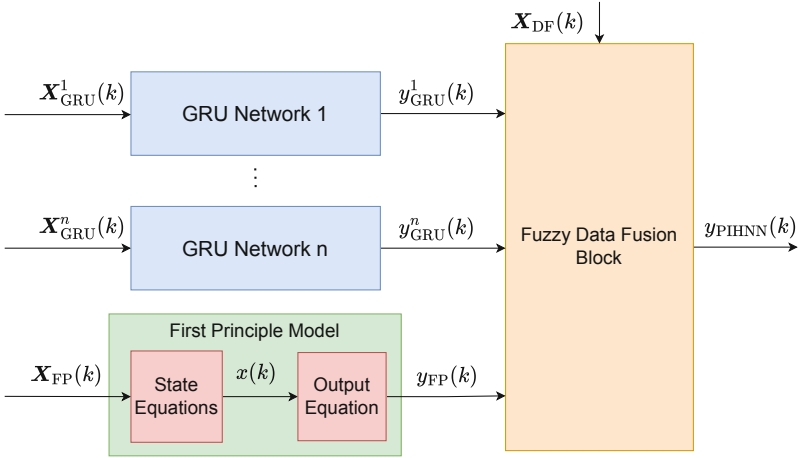 X_DF(k)
X^1_GRU(k)
GRU Network 1
y^1_GRU(k)
⋮
X^n_GRU(k)
GRU Network n
y^n_GRU(k)
Fuzzy Data Fusion
Block
y_PIHNN(k)
First Principle Model
X_FP(k)
State
Equations
x(k)
Output
Equation
y_FP(k)